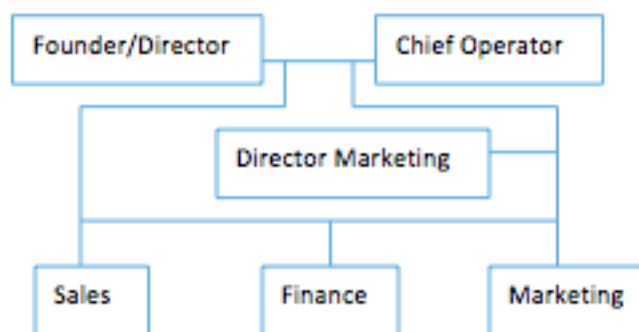 Founder/Director
Chief Operator
Director Marketing
Sales
Finance
Marketing